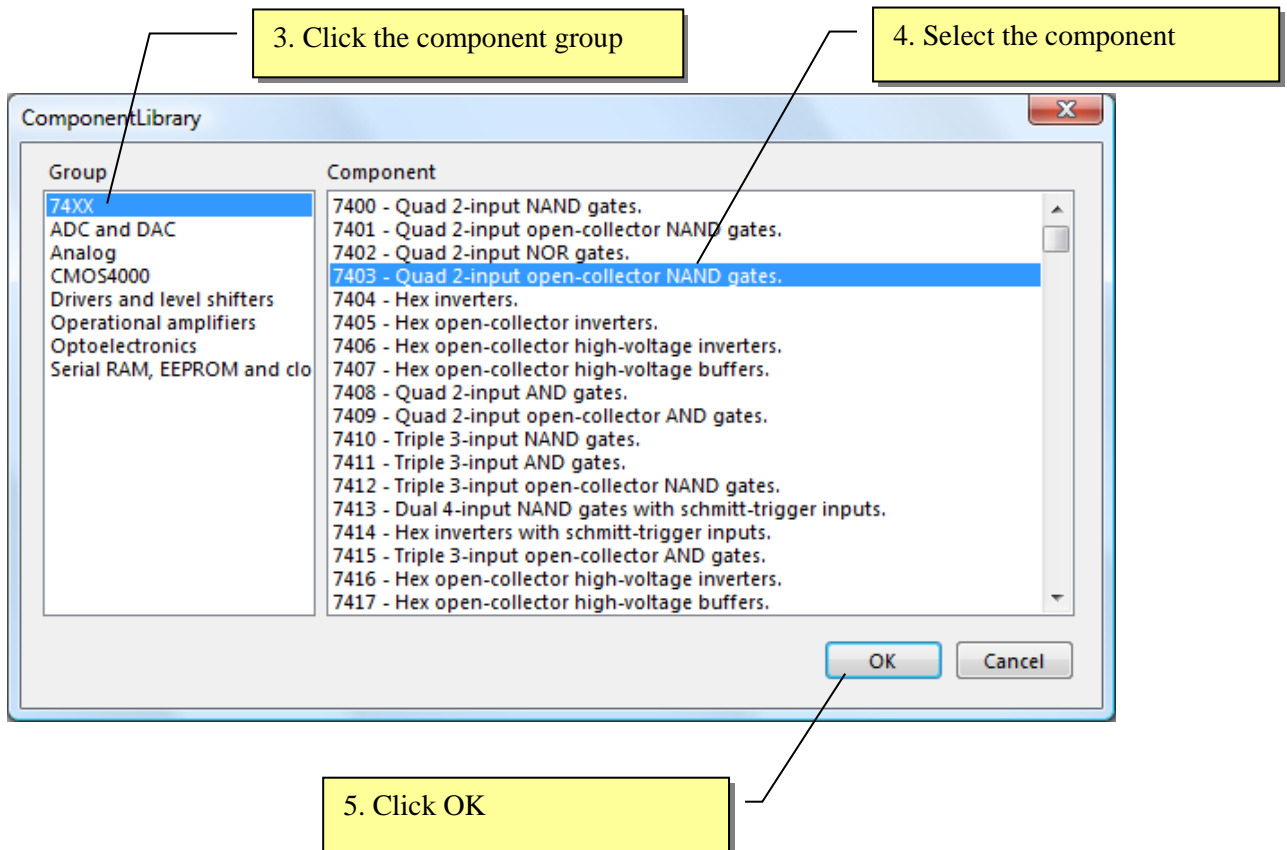 3. Click the component group
4. Select the component
ComponentLibrary
Group
Component
74XX
ADC and DAC
Analog
CMOS4000
Drivers and level shifters
Operational amplifiers
Optoelectronics
Serial RAM, EEPROM and clo
7400 - Quad 2-input NAND gates.
7401 - Quad 2-input open-collector NAND gates.
7402 - Quad 2-input NOR gates.
7403 - Quad 2-input open-collector NAND gates.
7404 - Hex inverters.
7405 - Hex open-collector inverters.
7406 - Hex open-collector high-voltage inverters.
7407 - Hex open-collector high-voltage buffers.
7408 - Quad 2-input AND gates.
7409 - Quad 2-input open-collector AND gates.
7410 - Triple 3-input NAND gates.
7411 - Triple 3-input AND gates.
7412 - Triple 3-input open-collector NAND gates.
7413 - Dual 4-input NAND gates with schmitt-trigger inputs.
7414 - Hex inverters with schmitt-trigger inputs.
7415 - Triple 3-input open-collector AND gates.
7416 - Hex open-collector high-voltage inverters.
7417 - Hex open-collector high-voltage buffers.
OK
Cancel
5. Click OK